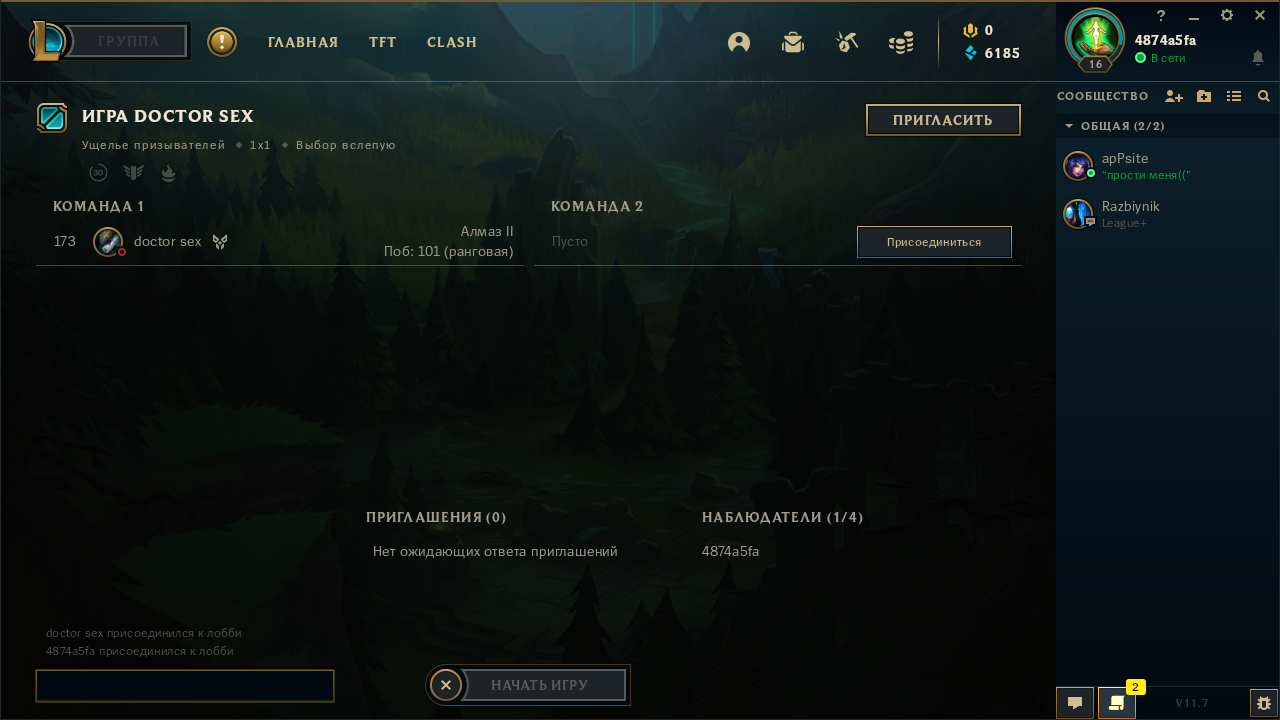 ГРУППА
ГЛАВНАЯ
TFT
CLASH
0
6185
?
16
4874a5fa
В сети
СООБЩЕСТВО
ОБЩАЯ (2/2)
apPsite
“прости меня((”
Razbiynik
League+
ИГРА DOCTOR SEX
ПРИГЛАСИТЬ
Ущелье призывателей ◆ 1x1 ◆ Выбор вслепую
30
КОМАНДА 1
КОМАНДА 2
173
doctor sex
Алмаз II
Поб: 101 (ранговая)
Пусто
Присоединиться
ПРИГЛАШЕНИЯ (0)
НАБЛЮДАТЕЛИ (1/4)
Нет ожидающих ответа приглашений
4874a5fa
doctor sex присоединился к лобби
4874a5fa присоединился к лобби
НАЧАТЬ ИГРУ
2
V11.7